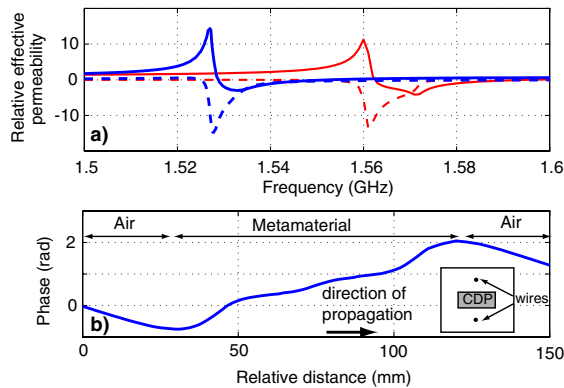 Relative effective
permeability
10
0
-10
a)
1.5
1.52
1.54
1.56
1.58
1.6
Frequency (GHz)
Air
Metamaterial
Air
Phase (rad)
2
0
b)
direction of
propagation
CDP
wires
0
50
100
150
Relative distance (mm)